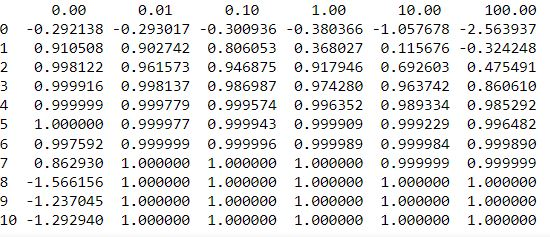 0.00 0.01 0.10 1.00 10.00 100.00
0 -0.292138 -0.293017 -0.300936 -0.380366 -1.057678 -2.563937
1 0.910508 0.902742 0.806053 0.368027 0.115676 -0.324248
2 0.998122 0.961573 0.946875 0.917946 0.692603 0.475491
3 0.999916 0.998137 0.986987 0.974280 0.963742 0.860610
4 0.999999 0.999779 0.999574 0.996352 0.989334 0.985292
5 1.000000 0.999977 0.999943 0.999909 0.999229 0.996482
6 0.997592 0.999999 0.999996 0.999989 0.999984 0.999890
7 0.862930 1.000000 1.000000 1.000000 0.999999 0.999999
8 -1.566156 1.000000 1.000000 1.000000 1.000000 1.000000
9 -1.237045 1.000000 1.000000 1.000000 1.000000 1.000000
10 -1.292940 1.000000 1.000000 1.000000 1.000000 1.000000